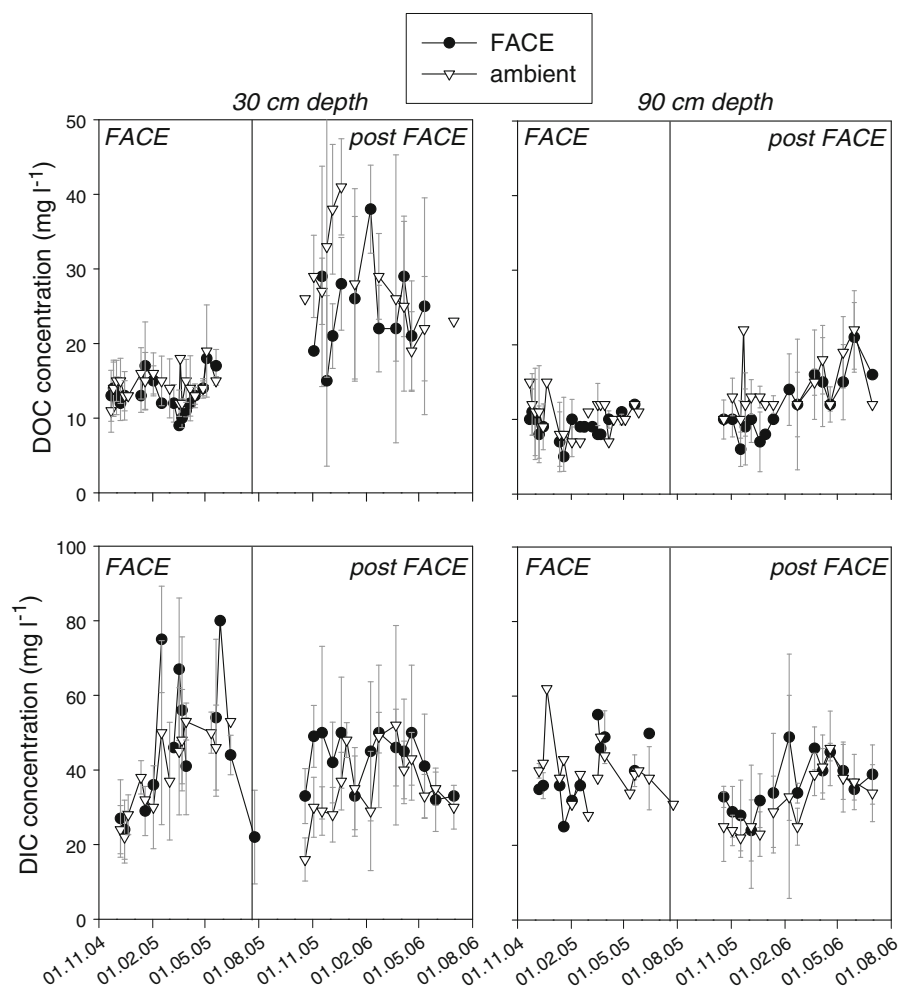 FACE
ambient
30 cm depth
90 cm depth
FACE
post FACE
FACE
post FACE
DOC concentration (mg l-1)
50
40
30
20
10
0
FACE
post FACE
FACE
post FACE
DIC concentration (mg l-1)
100
80
60
40
20
0
01.11.04
01.02.05
01.05.05
01.08.05
01.11.05
01.02.06
01.05.06
01.08.06
01.11.04
01.02.05
01.05.05
01.08.05
01.11.05
01.02.06
01.05.06
01.08.06